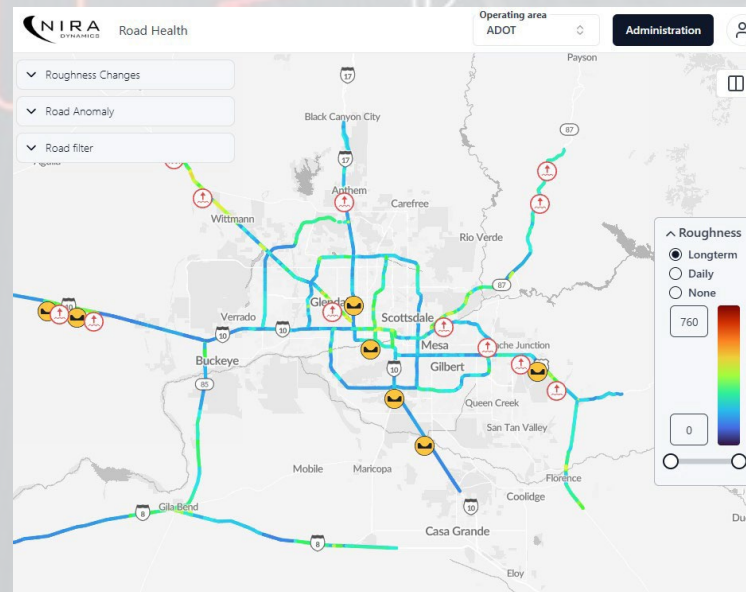 NIRA
DYNAMICS
Road Health
Operating area
ADOT
Administration
Roughness Changes
Road Anomaly
Road filter
Payson
17
Black Canyon City
87
17
Anthem
Carefree
Wittmann
Rio Verde
87
Roughness
Longterm
Daily
None
760
0
10
Verrado
10
10
Scottsdale
Mesa
Gilbert
Buckeye
85
10
Queen Creek
San Tan Valley
Mobile
Maricopa
Florence
Coolidge
Gila Bend
8
10
8
Casa Grande
Eloy